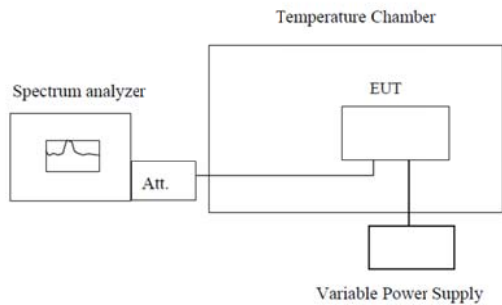 Temperature Chamber
Spectrum analyzer
EUT
Att.
Variable Power Supply